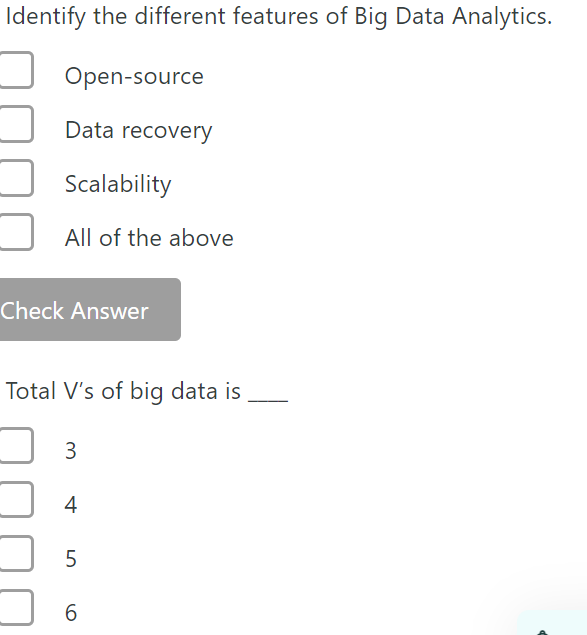 Identify the different features of Big Data Analytics.
Open-source
Data recovery
Scalability
All of the above
Check Answer
Total V’s of big data is ____
3
4
5
6